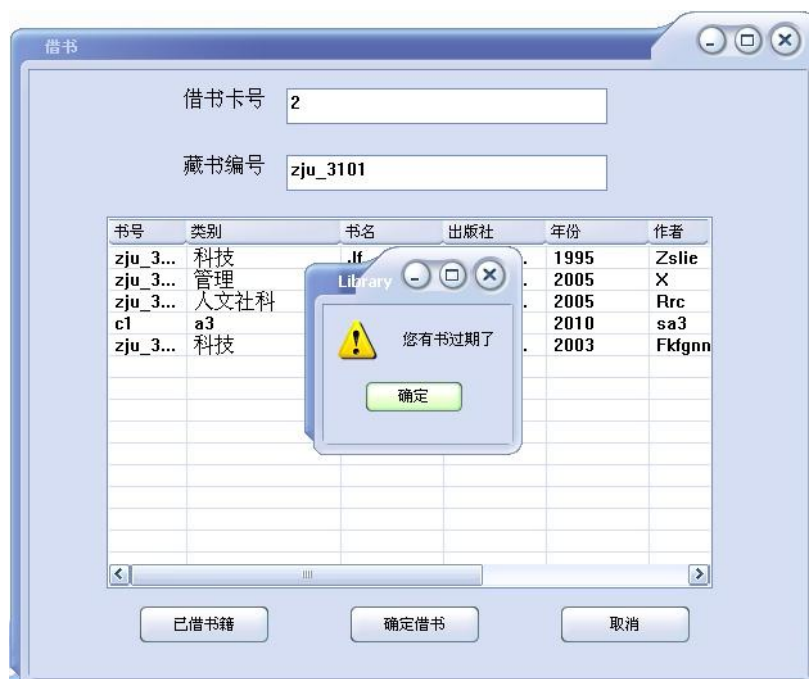 借书
借书卡号 2
藏书编号 zju_3101
书号 类别 书名 出版社 年份 作者
zju_3... 科技 1995 Zslie
zju_3... 管理 2005 X
zju_3... 人文社科 2005 Rrc
c1 a3 2010 sa3
zju_3... 科技 2003 Fkfgnn
Library
您有书过期了
确定
已借书籍 确定借书 取消